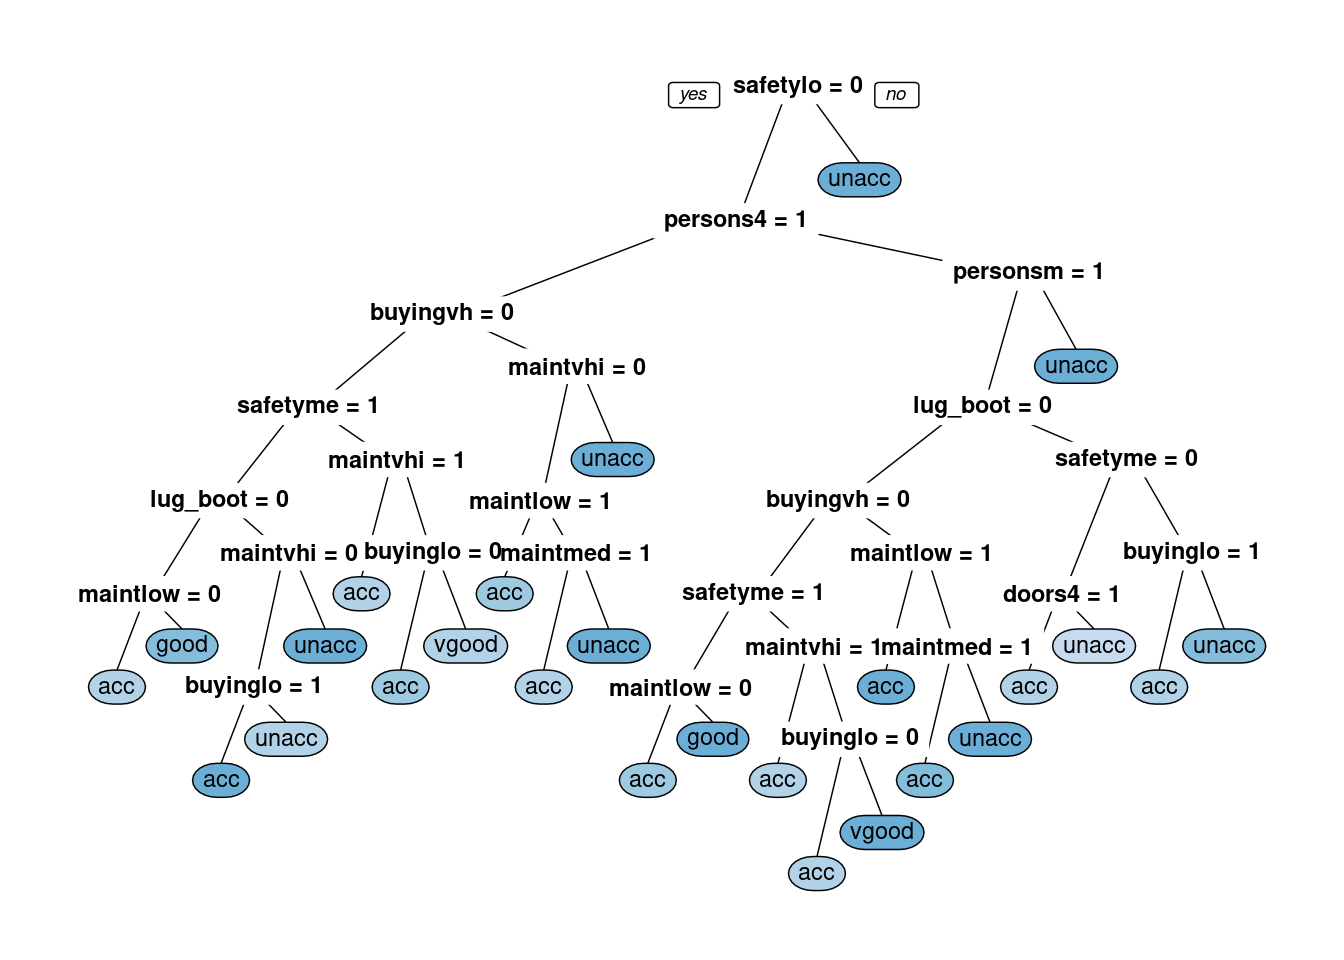 yes safetylo = 0 no
unacc
persons4 = 1
personsm = 1
buyingvh = 0
maintvhi = 0
unacc
safetyme = 1
lug_boot = 0
maintvhi = 1
unacc
safetyme = 0
lug_boot = 0
maintlow = 1
buyingvh = 0
maintvhi = 0
buyinglo = 0
maintmed = 1
maintlow = 1
buyinglo = 1
maintlow = 0
acc
acc
safetyme = 1
doors4 = 1
good
unacc
vgood
unacc
maintvhi = 1
maintmed = 1
unacc
unacc
acc
buyinglo = 1
acc
acc
maintlow = 0
acc
acc
acc
unacc
good
buyinglo = 0
unacc
acc
acc
acc
acc
vgood
acc